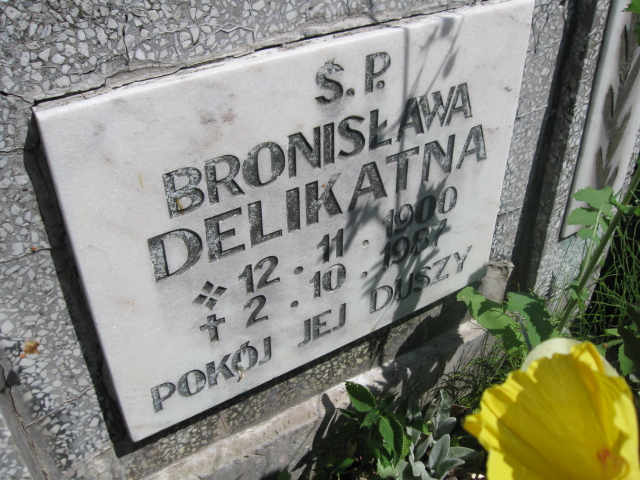 Ś.P.
BRONISŁAWA
DELIKATNA
12.11.1900
2.10.1987
POKÓJ JEJ DUSZY